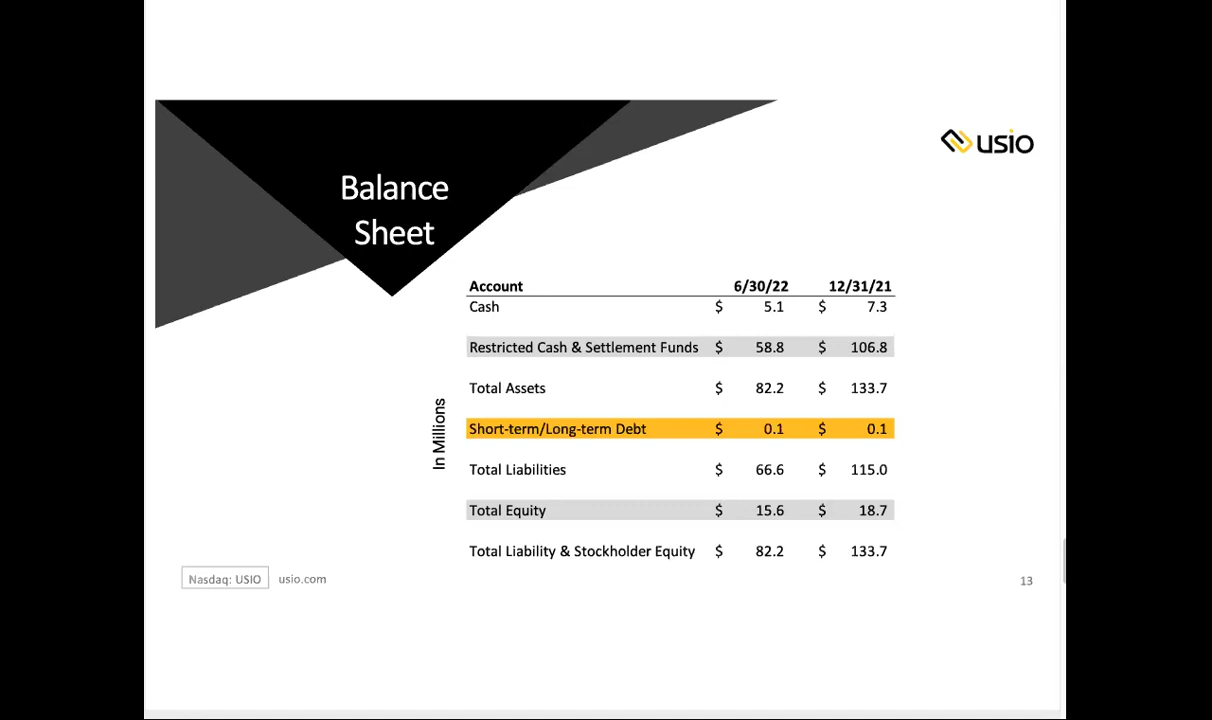 usio
Balance
Sheet
Account 6/30/22 12/31/21
Cash $ 5.1 $ 7.3
Restricted Cash & Settlement Funds $ 58.8 $ 106.8
Total Assets $ 82.2 $ 133.7
Short-term/Long-term Debt $ 0.1 $ 0.1
Total Liabilities $ 66.6 $ 115.0
Total Equity $ 15.6 $ 18.7
Total Liability & Stockholder Equity $ 82.2 $ 133.7
In Millions
Nasdaq: USIO usio.com 13